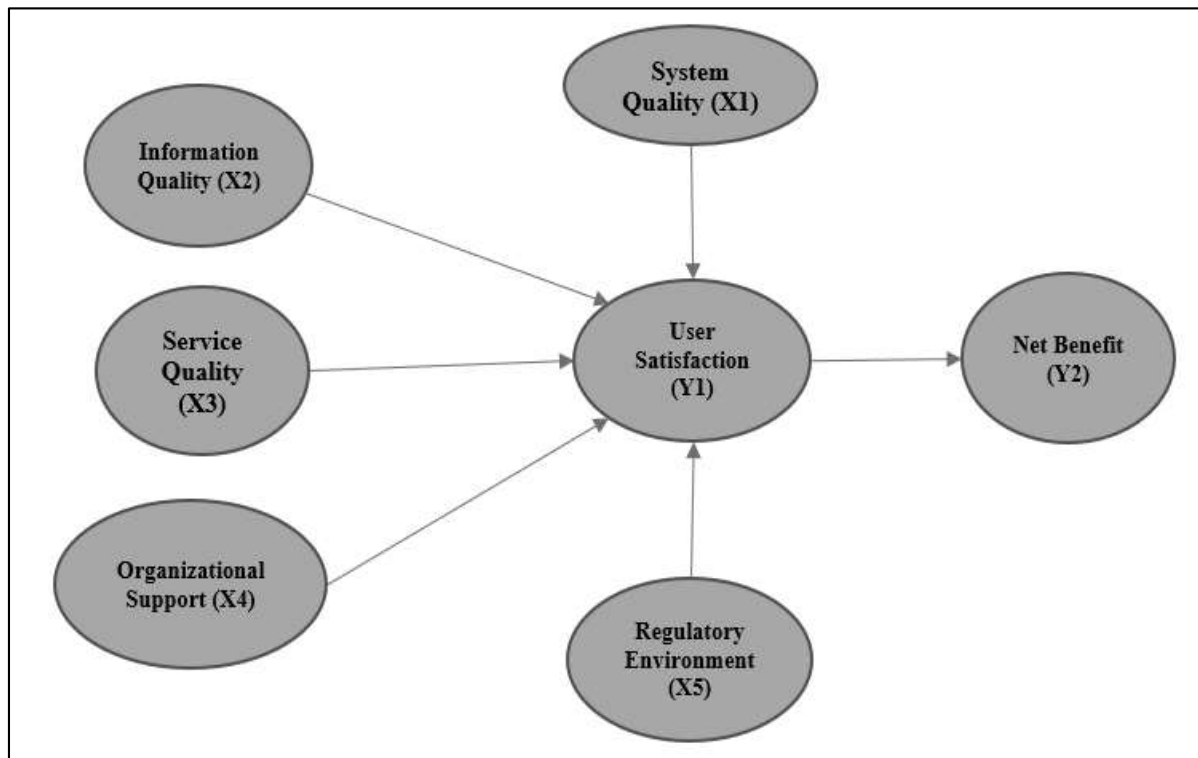 System
Quality (X1)
Information
Quality (X2)
Service
Quality
(X3)
User
Satisfaction
(Y1)
Net Benefit
(Y2)
Organizational
Support (X4)
Regulatory
Environment
(X5)